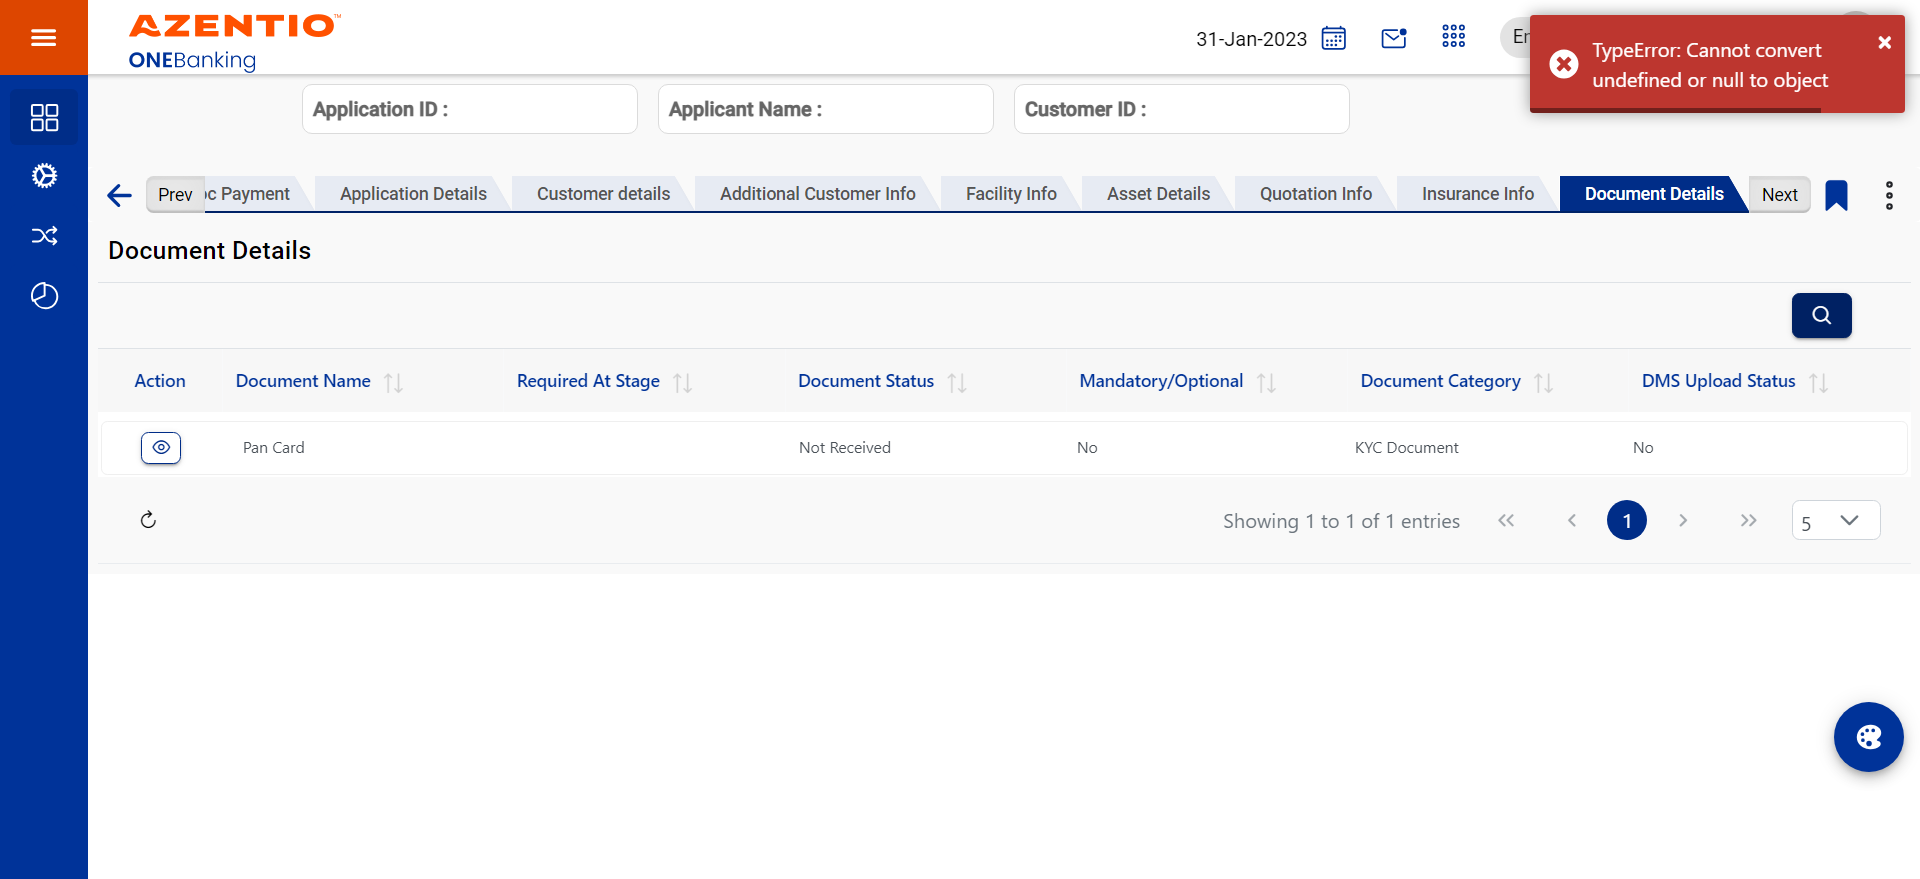 AZENTIO™
ONEBanking
31-Jan-2023
En
TypeError: Cannot convert
undefined or null to object
Application ID :
Applicant Name :
Customer ID :
Prev
oc Payment
Application Details
Customer details
Additional Customer Info
Facility Info
Asset Details
Quotation Info
Insurance Info
Document Details
Next
Document Details
Action
Document Name
Required At Stage
Document Status
Mandatory/Optional
Document Category
DMS Upload Status
Pan Card
Not Received
No
KYC Document
No
Showing 1 to 1 of 1 entries
1
5